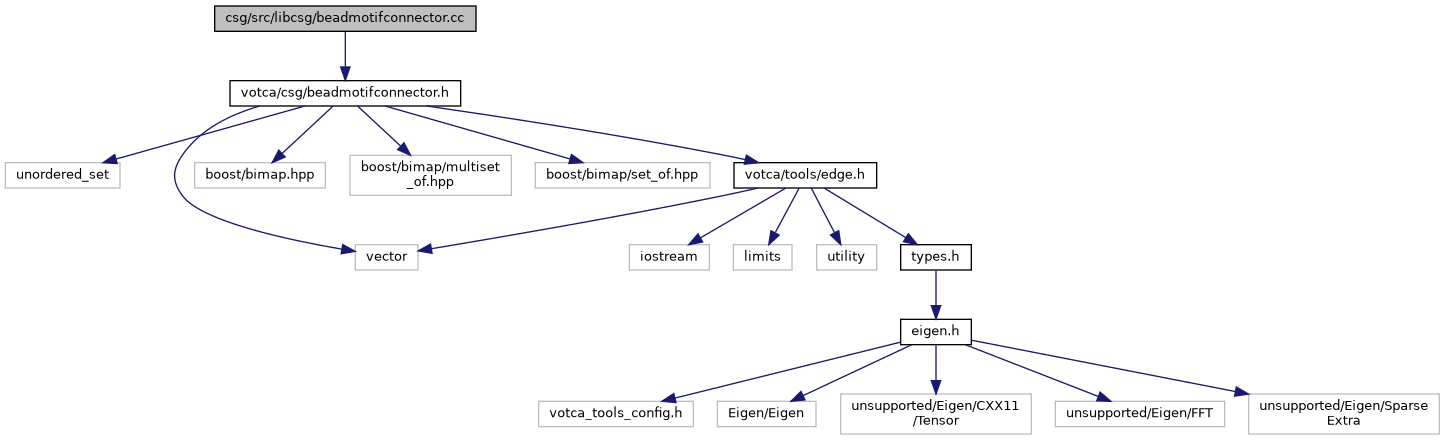 csg/src/libcsg/beadmotifconnector.cc
votca/csg/beadmotifconnector.h
unordered_set
boost/bimap.hpp
boost/bimap/multiset
_of.hpp
boost/bimap/set_of.hpp
votca/tools/edge.h
vector
iostream
limits
utility
types.h
eigen.h
votca_tools_config.h
Eigen/Eigen
unsupported/Eigen/CXX11
/Tensor
unsupported/Eigen/FFT
unsupported/Eigen/Sparse
Extra